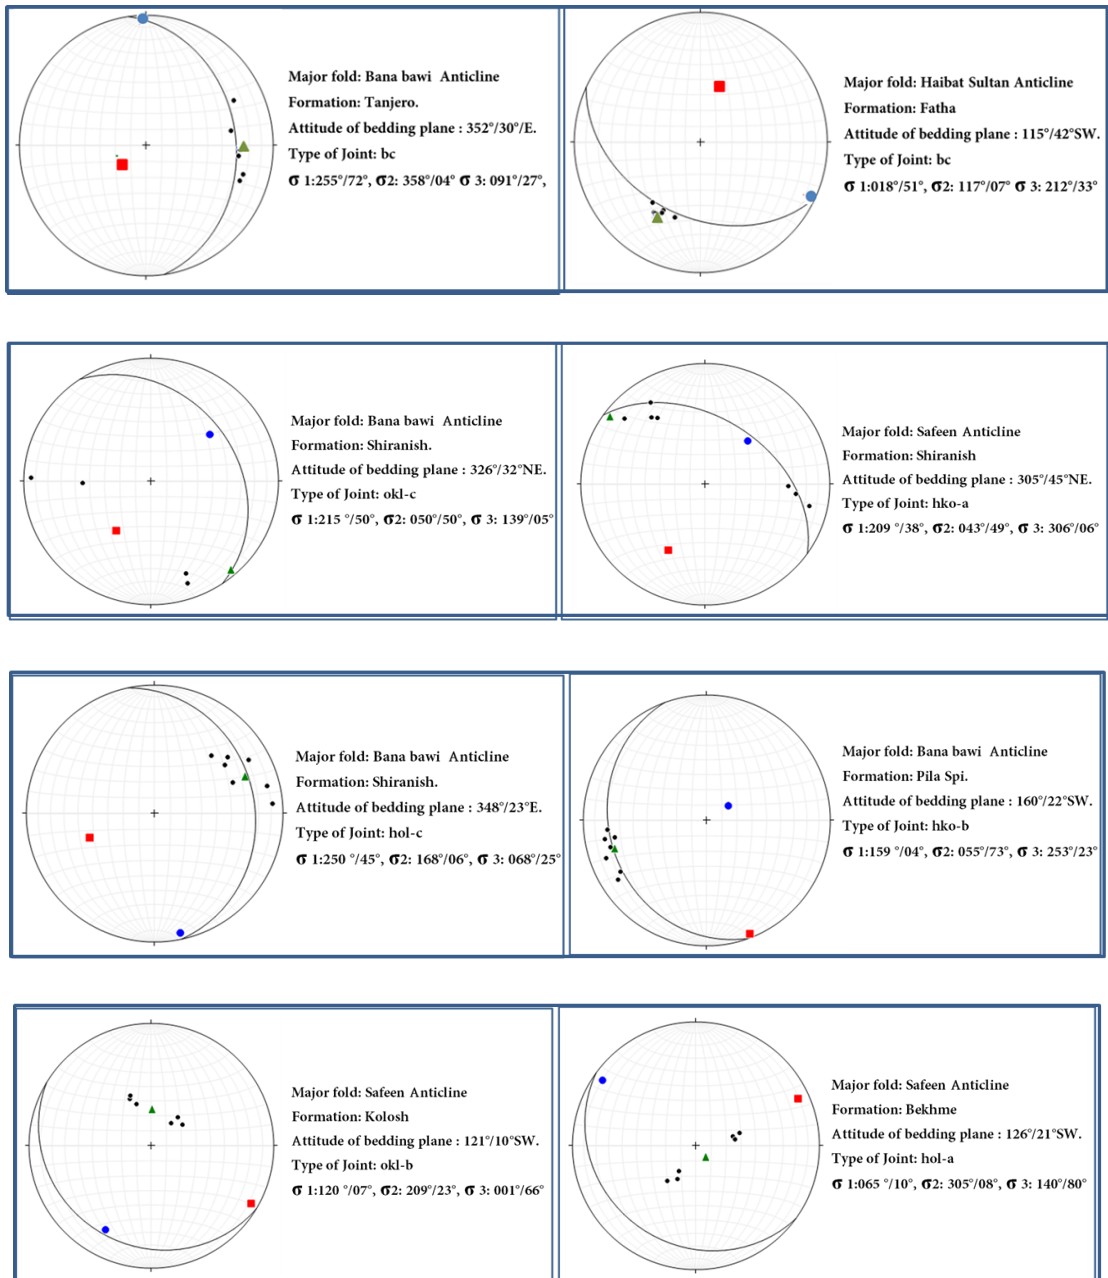 Major fold: Bana bawi  Anticline
Formation: Tanjero.
Attitude of bedding plane : 352°/30°/E.
Type of Joint: bc
σ 1:255°/72°, σ2: 358°/04° σ 3: 091°/27°,
Major fold: Haibat Sultan Anticline
Formation: Fatha
Attitude of bedding plane : 115°/42°SW.
Type of Joint: bc
σ 1:018°/51°, σ2: 117°/07° σ 3: 212°/33°
Major fold: Bana bawi  Anticline
Formation: Shiranish.
Attitude of bedding plane : 326°/32°NE.
Type of Joint: okl-c
σ 1:215 °/50°, σ2: 050°/50°, σ 3: 139°/05°
Major fold: Safeen Anticline
Formation: Shiranish
Attitude of bedding plane : 305°/45°NE.
Type of Joint: hko-a
σ 1:209 °/38°, σ2: 043°/49°, σ 3: 306°/06°
Major fold: Bana bawi  Anticline
Formation: Shiranish.
Attitude of bedding plane : 348°/23°E.
Type of Joint: hol-c
σ 1:250 °/45°, σ2: 168°/06°, σ 3: 068°/25°
Major fold: Bana bawi  Anticline
Formation: Pila Spi.
Attitude of bedding plane : 160°/22°SW.
Type of Joint: hko-b
σ 1:159 °/04°, σ2: 055°/73°, σ 3: 253°/23°
Major fold: Safeen Anticline
Formation: Kolosh
Attitude of bedding plane : 121°/10°SW.
Type of Joint: okl-b
σ 1:120 °/07°, σ2: 209°/23°, σ 3: 001°/66°
Major fold: Safeen Anticline
Formation: Bekhme
Attitude of bedding plane : 126°/21°SW.
Type of Joint: hol-a
σ 1:065 °/10°, σ2: 305°/08°, σ 3: 140°/80°